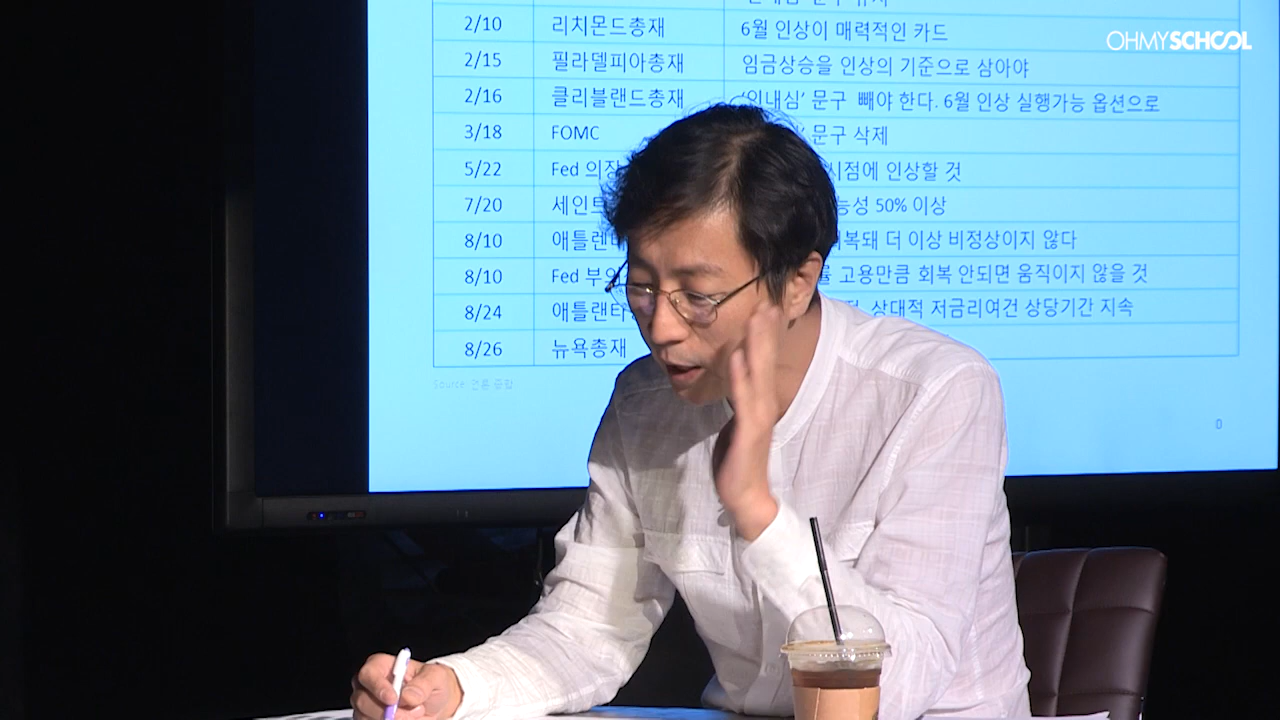 OHMYSCHOOL
2/10 리치몬드총재 6월 인상이 매력적인 카드
2/15 필라델피아총재 임금상승을 인상의 기준으로 삼아야
2/16 클리블랜드총재 ‘인내심’ 문구 빼야 한다. 6월 인상 실행가능 옵션으로
3/18 FOMC 문구 삭제
5/22 Fed 의장 시점에 인상할 것
7/20 세인트 50% 이상
8/10 애틀랜타 더 이상 비정상이지 않다
8/10 Fed 부의 고용만큼 회복 안되면 움직이지 않을 것
8/24 애틀랜타 상대적 저금리여건 상당기간 지속
8/26 뉴욕총재
Source: 언론 종합
0